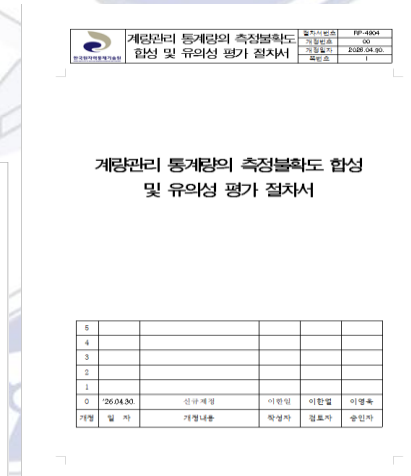 한국원자력통제기술원
계량관리 통계량의 측정불확도
합성 및 유의성 평가 절차서
절차서번호 RP-4904
개정번호 00
개정일자 2026.04.30.
쪽번호 1
계량관리 통계량의 측정불확도 합성
및 유의성 평가 절차서
5
4
3
2
1
0 '26.04.30. 신규제정 이한일 이한별 이영욱
개정 일 자 개정내용 작성자 검토자 승인자